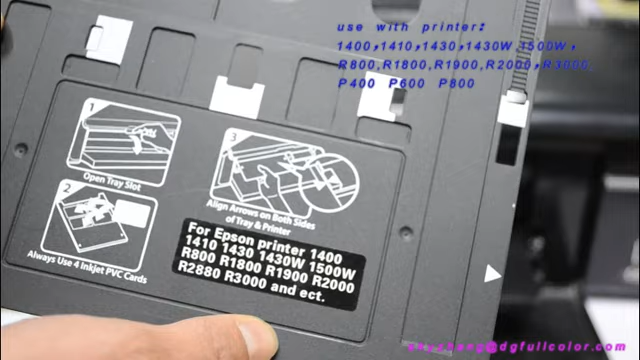 use with printer:
1400,1410,1430,1430W,1500W,
R800,R1800,R1900,R2000,R3000
P400 P600 P800
1
Open Tray Slot
2
Always Use 4 Inkjet PVC Cards
3
Align Arrows on Both Sides
of Tray & Printer
For Epson printer 1400
1410 1430 1430W 1500W
R800 R1800 R1900 R2000
R2880 R3000 and ect.